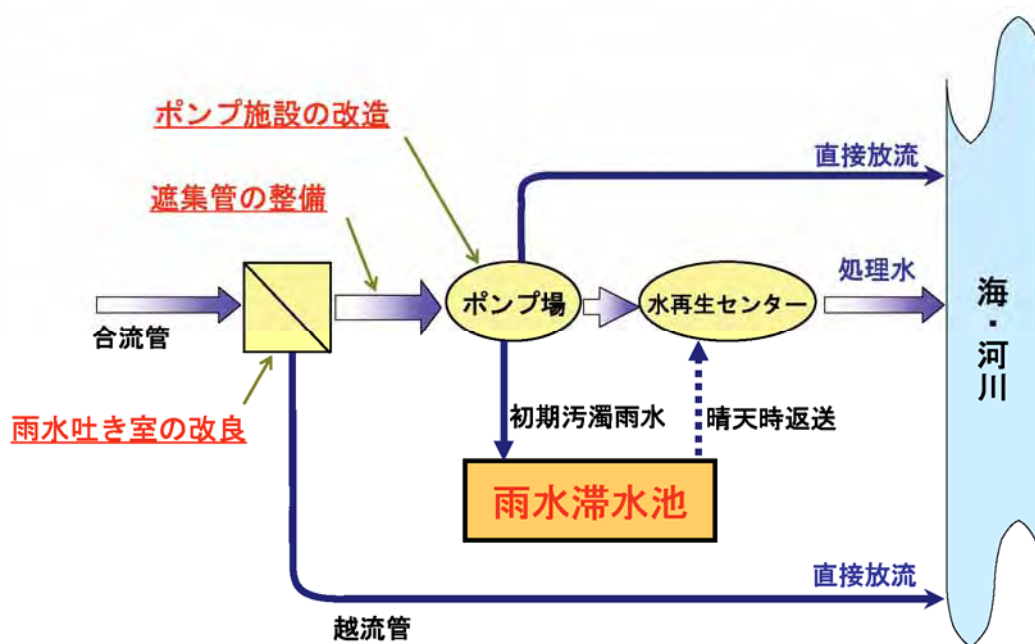 ポンプ施設の改造
直接放流
遮集管の整備
処理水
ポンプ場
水再生センター
合流管
海・河川
雨水吐き室の改良
初期汚濁雨水
晴天時返送
雨水滞水池
直接放流
越流管